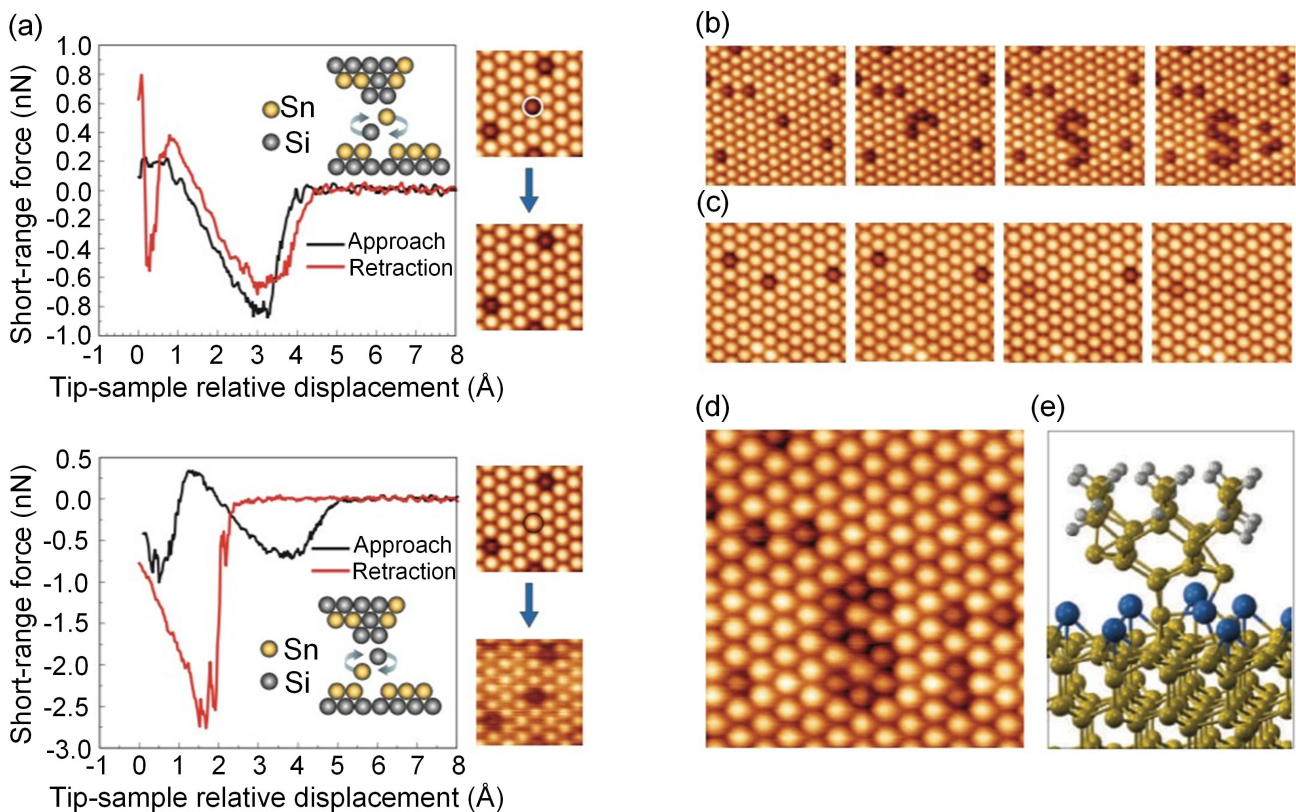 (a)
1.0
0.8
0.6
0.4
0.2
0.0
-0.2
-0.4
-0.6
-0.8
-1.0
Short-range force (nN)
Sn
Si
Approach
Retraction
-1 0 1 2 3 4 5 6 7 8
Tip-sample relative displacement (Å)
0.5
0.0
-0.5
-1.0
-1.5
-2.0
-2.5
-3.0
Short-range force (nN)
Approach
Retraction
Sn
Si
-1 0 1 2 3 4 5 6 7 8
Tip-sample relative displacement (Å)
(b)
(c)
(d)
(e)